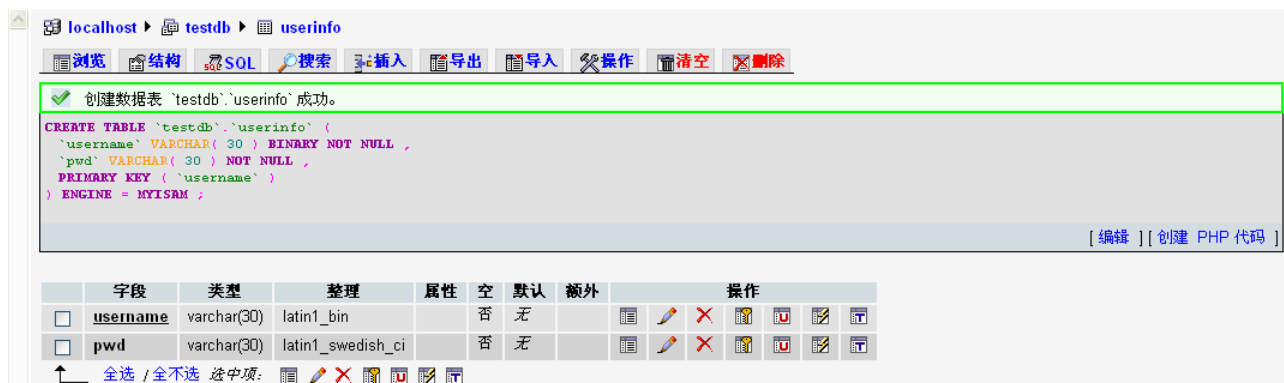 localhost testdb userinfo
浏览 结构 SQL 搜索 插入 导出 导入 操作 清空 删除
创建数据表 `testdb`.`userinfo` 成功。
CREATE TABLE `testdb`.`userinfo` (
`username` VARCHAR( 30 ) BINARY NOT NULL ,
`pwd` VARCHAR( 30 ) NOT NULL ,
PRIMARY KEY ( `username` )
) ENGINE = MYISAM ;
[ 编辑 ] [ 创建 PHP 代码 ]
字段 类型 整理 属性 空 默认 额外 操作
username varchar(30) latin1_bin 否 无
pwd varchar(30) latin1_swedish_ci 否 无
全选 / 全不选 选中项: